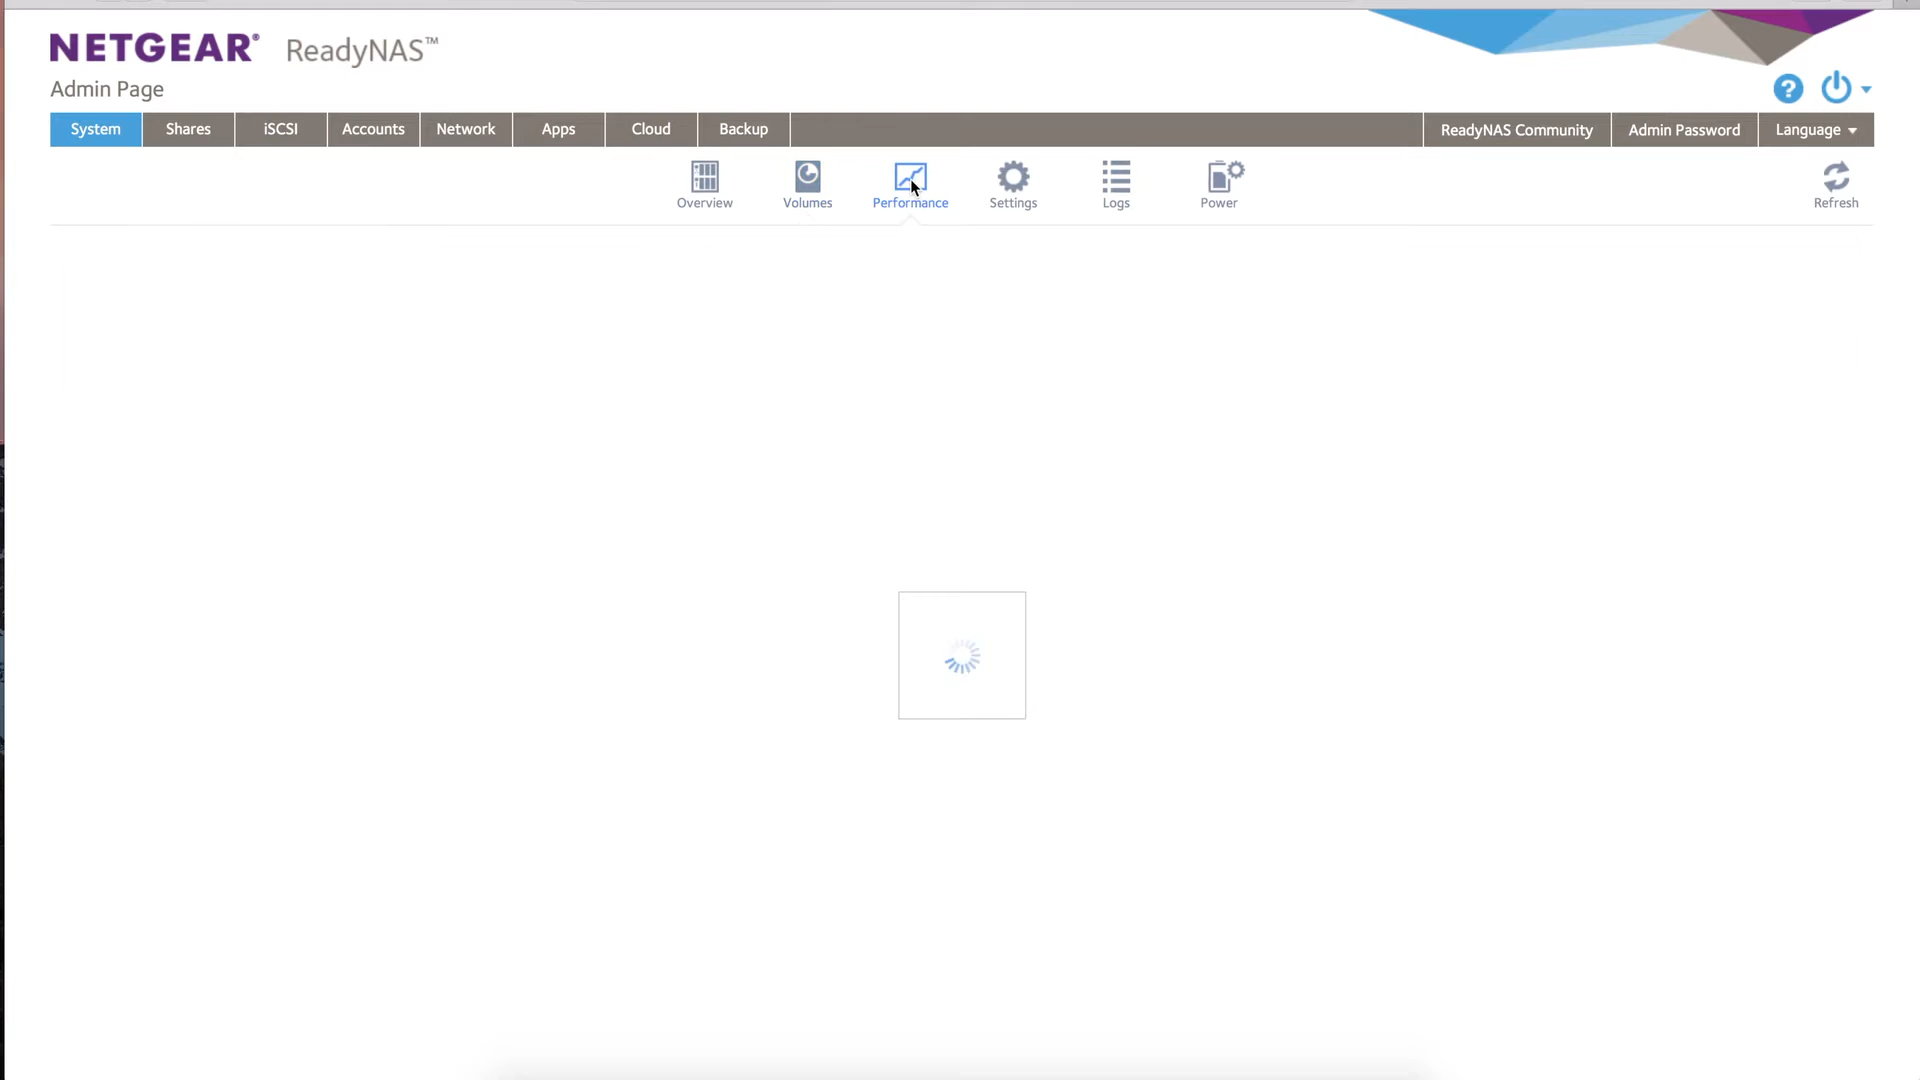 NETGEAR® ReadyNAS™
Admin Page
?
System Shares iSCSI Accounts Network Apps Cloud Backup ReadyNAS Community Admin Password Language
Overview Volumes Performance Settings Logs Power Refresh